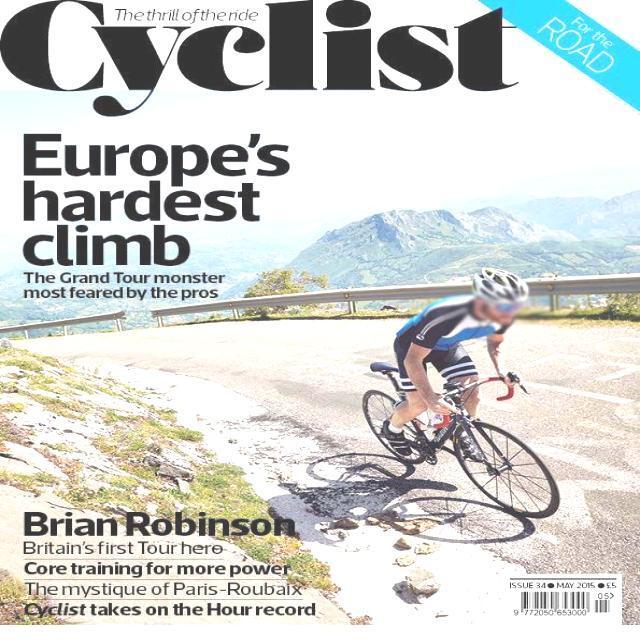 The thrill of the ride
Cyclist
For the
ROAD
Europe's
hardest
climb
The Grand Tour monster
most feared by the pros
Brian Robinson
Britain's first Tour hero
Core training for more power
The mystique of Paris-Roubaix
Cyclist takes on the Hour record
ISSUE 34 ● MAY 2015 ● £5
05>
9 772050 653000